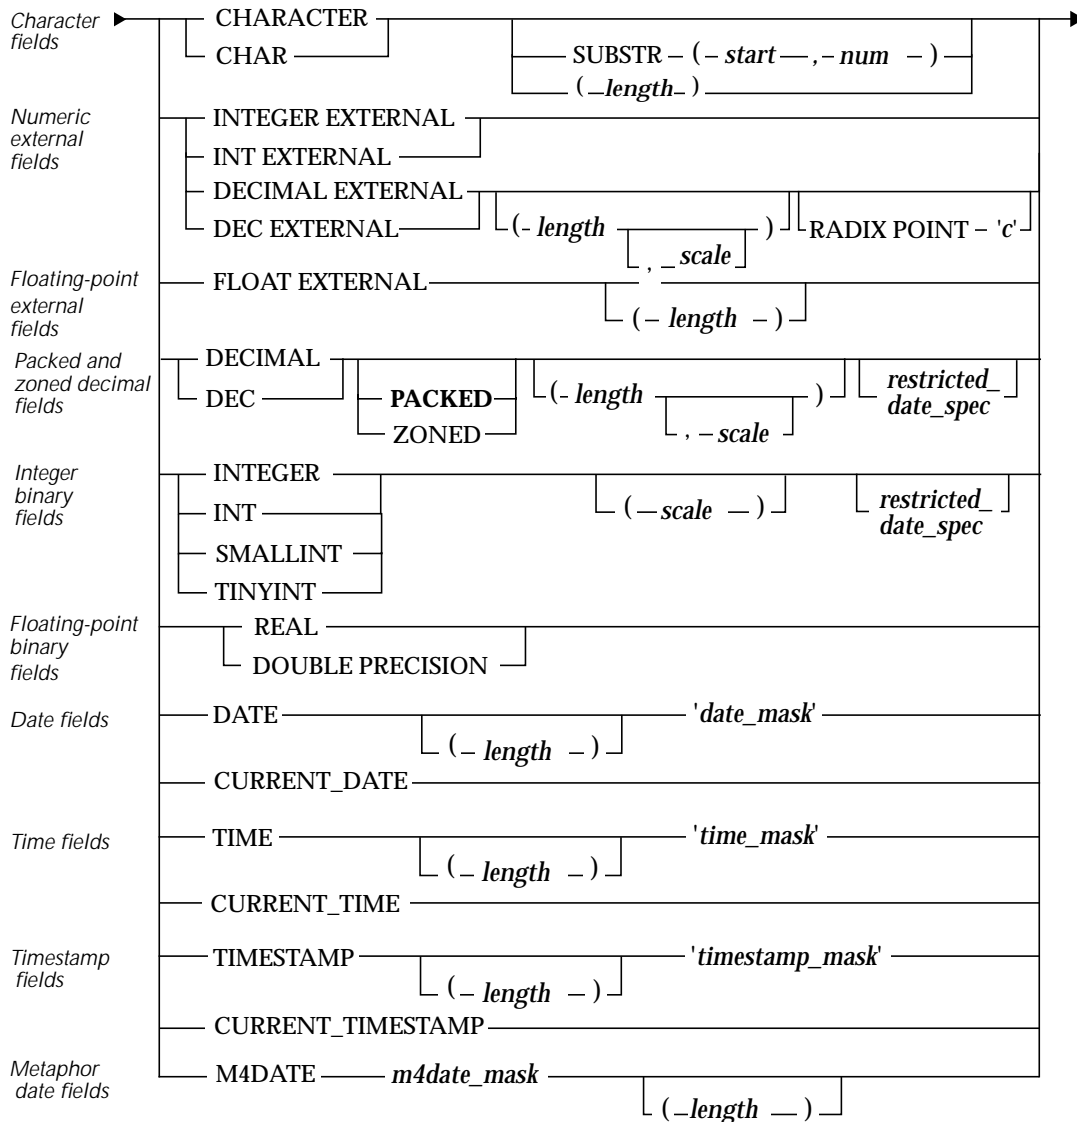 Character fields
CHARACTER
CHAR
SUBSTR ( start , num )
( length )
Numeric external fields
INTEGER EXTERNAL
INT EXTERNAL
DECIMAL EXTERNAL
DEC EXTERNAL
( length , scale )
RADIX POINT 'c'
Floating-point external fields
FLOAT EXTERNAL
( length )
Packed and zoned decimal fields
DECIMAL
DEC
PACKED
ZONED
( length , scale )
restricted_
date_spec
Integer binary fields
INTEGER
INT
SMALLINT
TINYINT
( scale )
restricted_
date_spec
Floating-point binary fields
REAL
DOUBLE PRECISION
Date fields
DATE
( length )
'date_mask'
CURRENT_DATE
Time fields
TIME
( length )
'time_mask'
CURRENT_TIME
Timestamp fields
TIMESTAMP
( length )
'timestamp_mask'
CURRENT_TIMESTAMP
Metaphor date fields
M4DATE m4date_mask
( length )